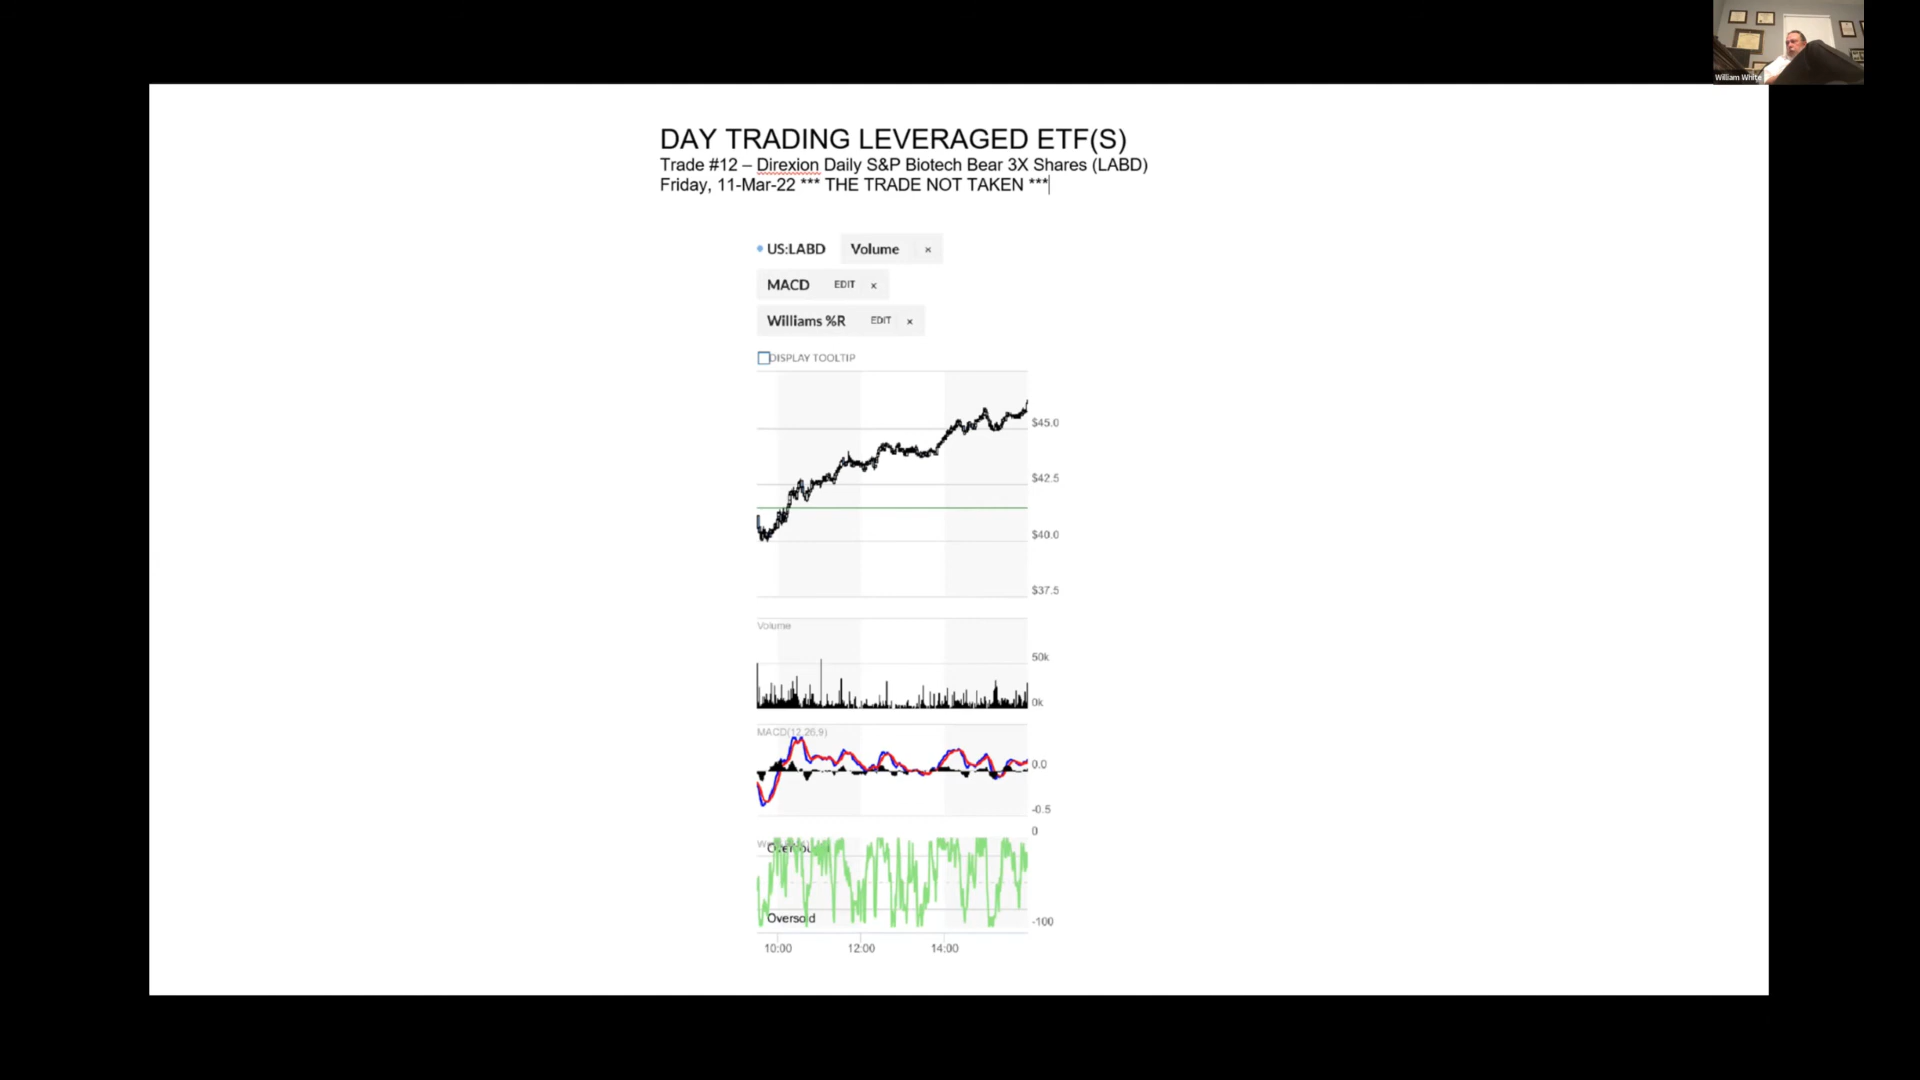 William White
DAY TRADING LEVERAGED ETF(S)
Trade #12 – Direxion Daily S&P Biotech Bear 3X Shares (LABD)
Friday, 11-Mar-22 *** THE TRADE NOT TAKEN ***
US:LABD Volume ×
MACD EDIT ×
Williams %R EDIT ×
DISPLAY TOOLTIP
$45.0
$42.5
$40.0
$37.5
Volume
50k
0k
MACD(12,26,9)
0.0
-0.5
0
Oversold
-100
10:00 12:00 14:00